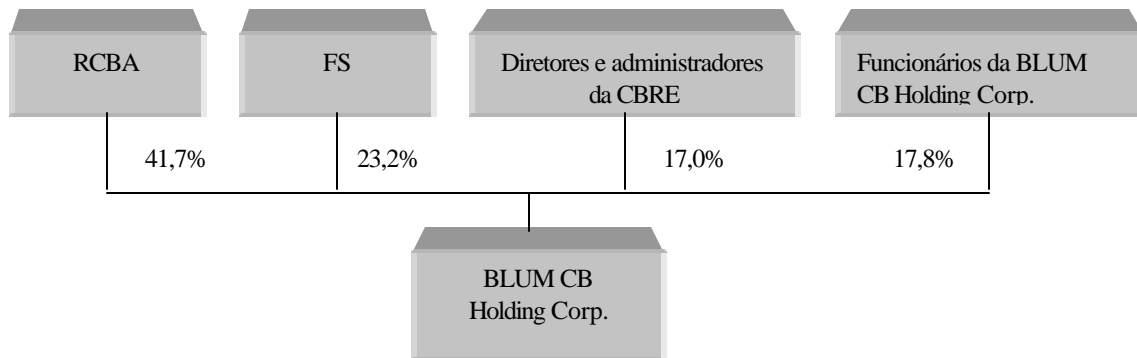 RCBA
FS
Diretores e administradores
da CBRE
Funcionários da BLUM
CB Holding Corp.
41,7%
23,2%
17,0%
17,8%
BLUM CB
Holding Corp.